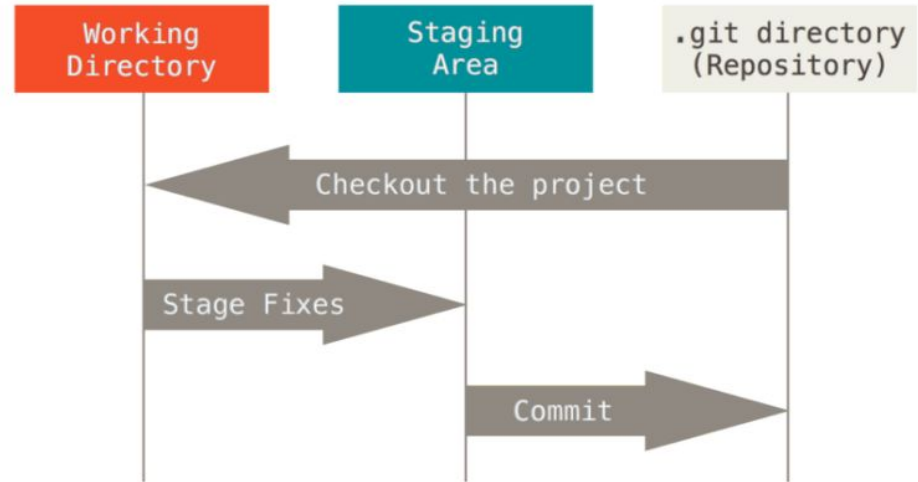 Working
Directory
Staging
Area
.git directory
(Repository)
Checkout the project
Stage Fixes
Commit